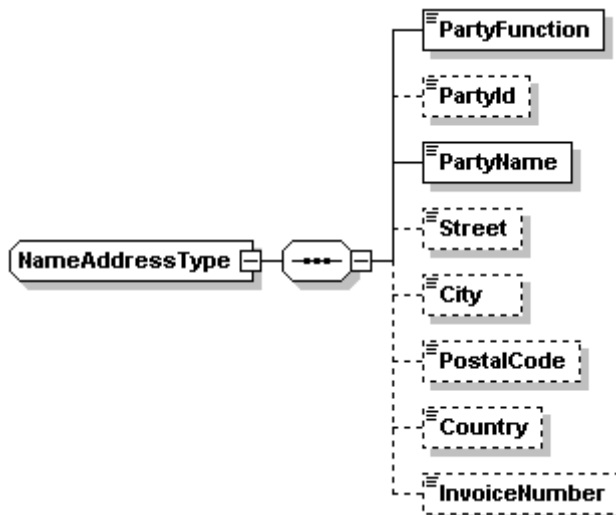 PartyFunction
PartyId
PartyName
Street
NameAddressType
City
PostalCode
Country
InvoiceNumber